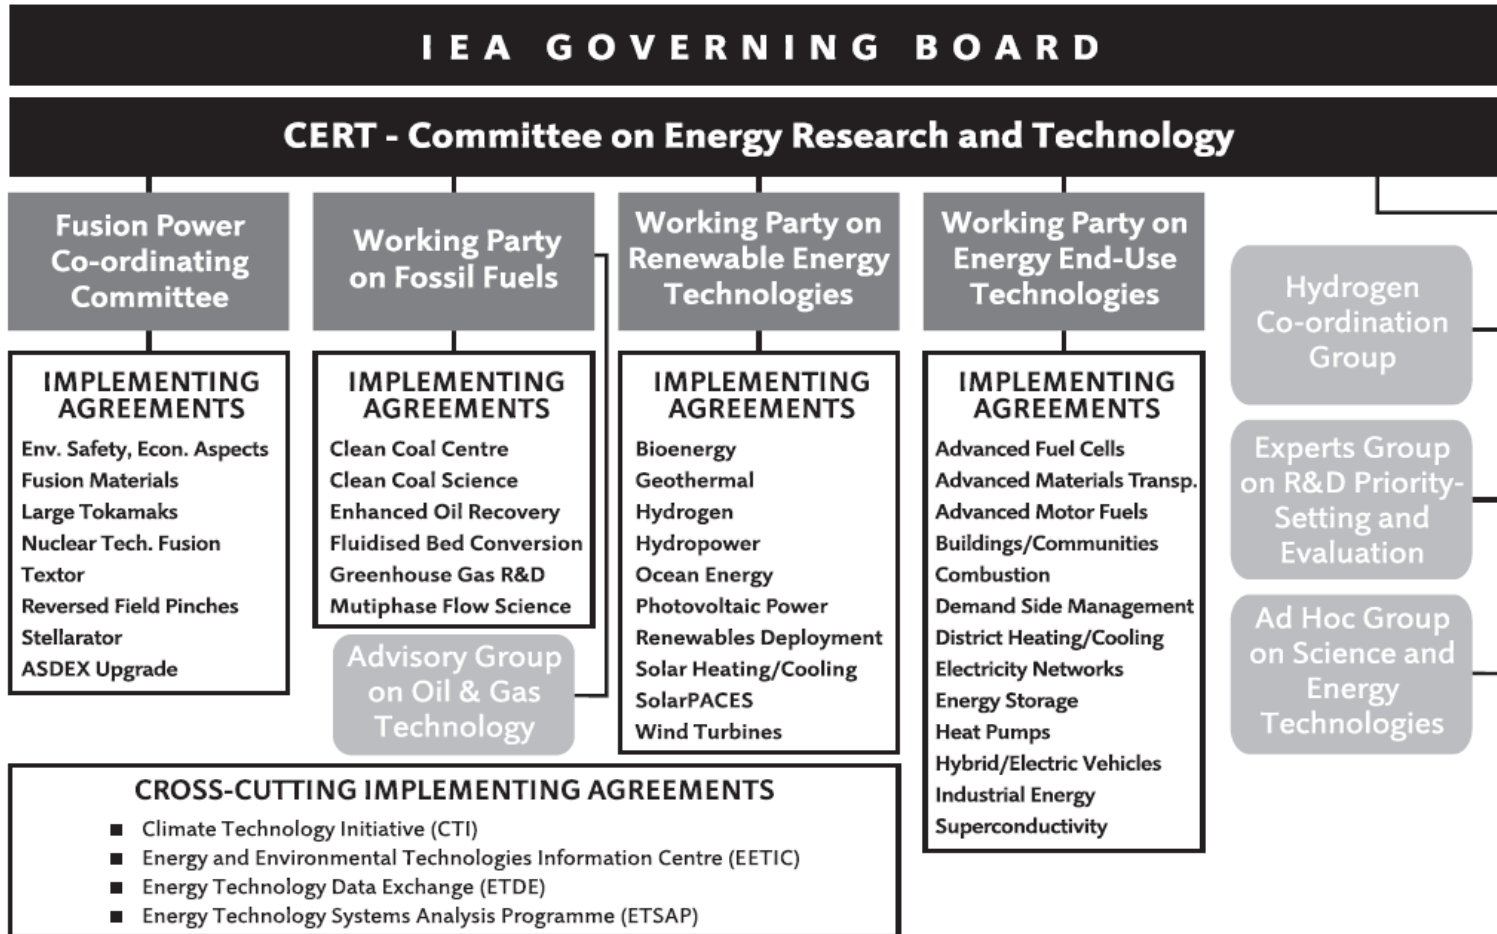 IEA GOVERNING BOARD
CERT - Committee on Energy Research and Technology
Fusion Power
Co-ordinating
Committee
IMPLEMENTING
AGREEMENTS
Env. Safety, Econ. Aspects
Fusion Materials
Large Tokamaks
Nuclear Tech. Fusion
Textor
Reversed Field Pinches
Stellarator
ASDEX Upgrade
Working Party
on Fossil Fuels
IMPLEMENTING
AGREEMENTS
Clean Coal Centre
Clean Coal Science
Enhanced Oil Recovery
Fluidised Bed Conversion
Greenhouse Gas R&D
Mutiphase Flow Science
Advisory Group
on Oil & Gas
Technology
Working Party on
Renewable Energy
Technologies
IMPLEMENTING
AGREEMENTS
Bioenergy
Geothermal
Hydrogen
Hydropower
Ocean Energy
Photovoltaic Power
Renewables Deployment
Solar Heating/Cooling
SolarPACES
Wind Turbines
Working Party on
Energy End-Use
Technologies
IMPLEMENTING
AGREEMENTS
Advanced Fuel Cells
Advanced Materials Transp.
Advanced Motor Fuels
Buildings/Communities
Combustion
Demand Side Management
District Heating/Cooling
Electricity Networks
Energy Storage
Heat Pumps
Hybrid/Electric Vehicles
Industrial Energy
Superconductivity
Hydrogen
Co-ordination
Group
Experts Group
on R&D Priority-
Setting and
Evaluation
Ad Hoc Group
on Science and
Energy
Technologies
CROSS-CUTTING IMPLEMENTING AGREEMENTS
■ Climate Technology Initiative (CTI)
■ Energy and Environmental Technologies Information Centre (EETIC)
■ Energy Technology Data Exchange (ETDE)
■ Energy Technology Systems Analysis Programme (ETSAP)